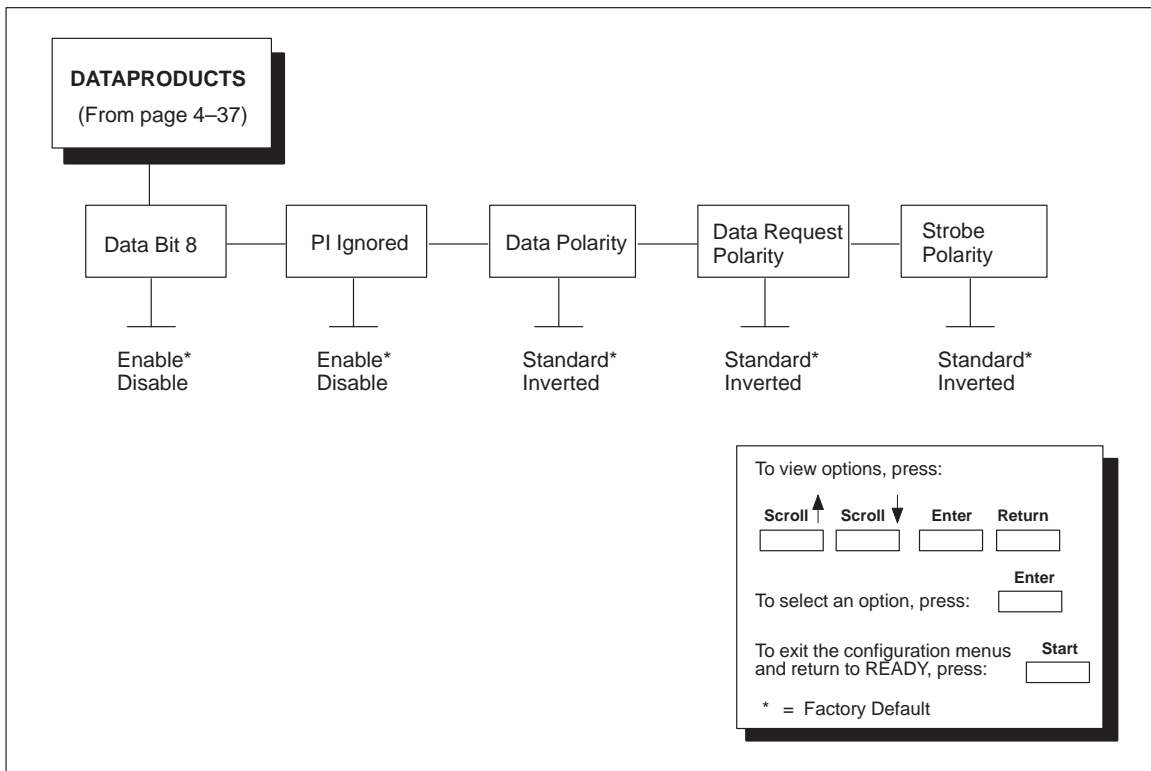 DATAPRODUCTS
(From page 4–37)
Data Bit 8
PI Ignored
Data Polarity
Data Request
Polarity
Strobe
Polarity
Enable*
Disable
Enable*
Disable
Standard*
Inverted
Standard*
Inverted
Standard*
Inverted
To view options, press:
Scroll Scroll Enter Return
Enter
To select an option, press:
To exit the configuration menus
and return to READY, press:
Start
* = Factory Default